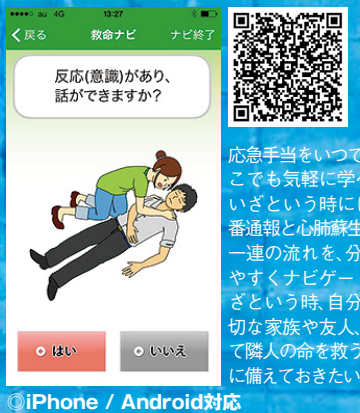 au 4G 13:27
戻る 救命ナビ ナビ終了
反応(意識)があり、
話ができますか?
はい いいえ
応急手当をいつで
こでも気軽に学べ
いざという時には
番通報と心肺蘇生
一連の流れを、分
やすくナビゲー
ざという時、自分
切な家族や友人、
て隣人の命を救う
に備えておきたい
◎iPhone / Android対応